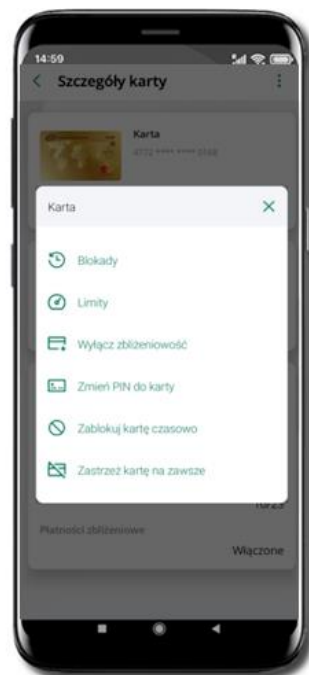 14:59
Szczegóły karty
Karta
Karta
Blokady
Limity
Wyłącz zbliżeniowość
Zmień PIN do karty
Zablokuj kartę czasowo
Zastrzeż kartę na zawsze
Płatności zbliżeniowe
Włączone